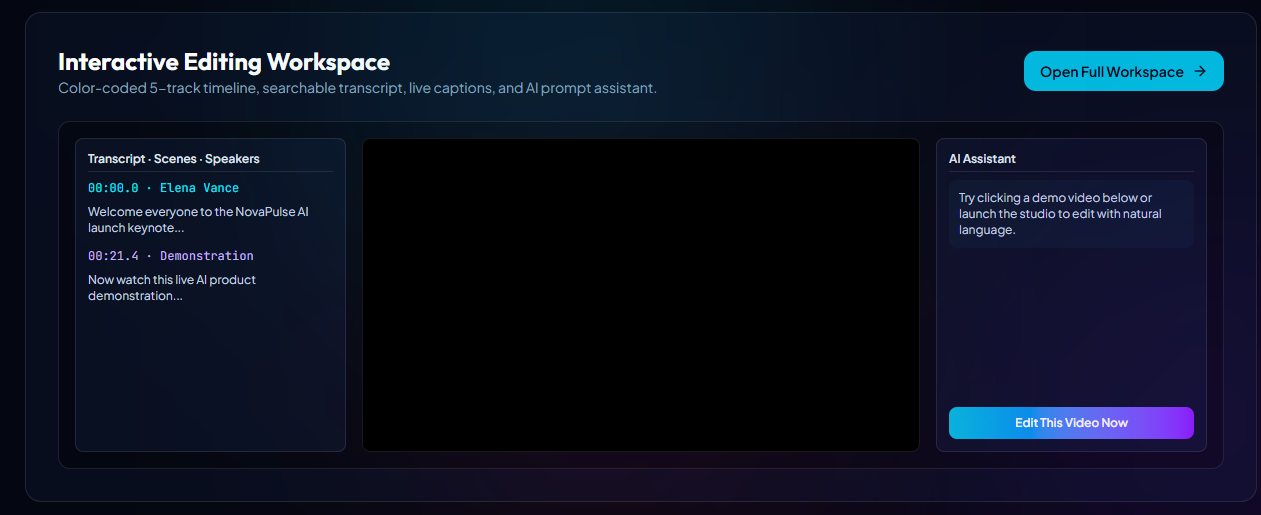 Interactive Editing Workspace
Color-coded 5-track timeline, searchable transcript, live captions, and AI prompt assistant.
Open Full Workspace →
Transcript · Scenes · Speakers
00:00.0 · Elena Vance
Welcome everyone to the NovaPulse AI
launch keynote...
00:21.4 · Demonstration
Now watch this live AI product
demonstration...
AI Assistant
Try clicking a demo video below or
launch the studio to edit with natural
language.
Edit This Video Now